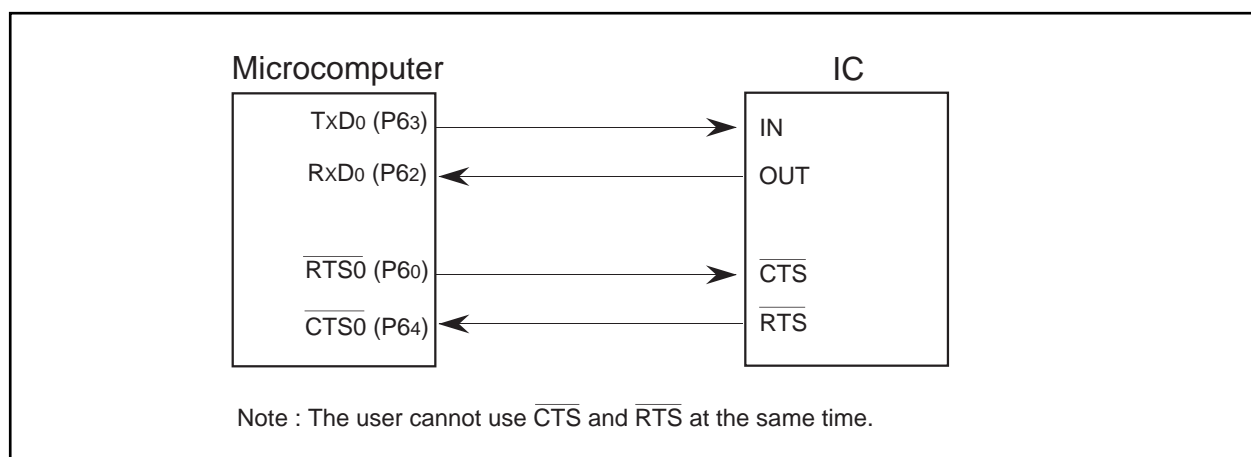 Microcomputer IC
TxD0 (P63) IN
RxD0 (P62) OUT
RTS0 (P60) CTS
CTS0 (P64) RTS
Note : The user cannot use CTS and RTS at the same time.